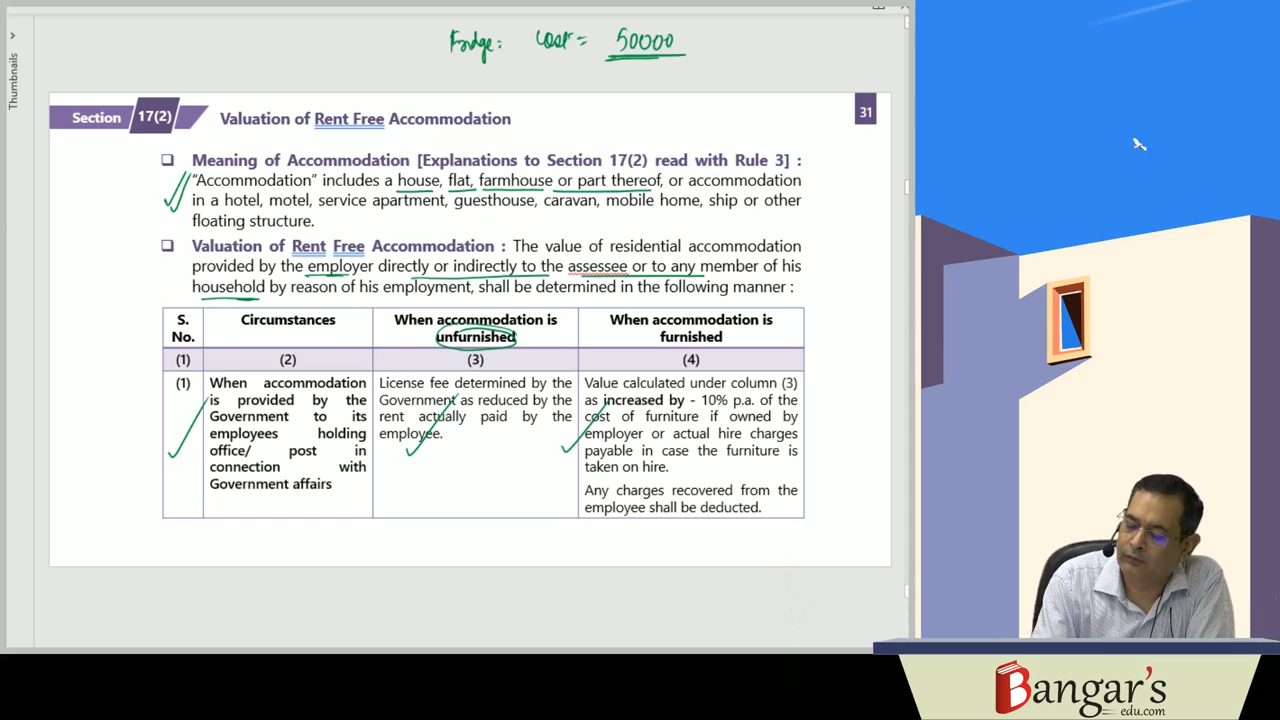 Thumbnails
Fridge: Cost = 50000
Section 17(2) Valuation of Rent Free Accommodation 31
❑ Meaning of Accommodation [Explanations to Section 17(2) read with Rule 3] :
“Accommodation” includes a house, flat, farmhouse or part thereof, or accommodation
in a hotel, motel, service apartment, guesthouse, caravan, mobile home, ship or other
floating structure.
❑ Valuation of Rent Free Accommodation : The value of residential accommodation
provided by the employer directly or indirectly to the assessee or to any member of his
household by reason of his employment, shall be determined in the following manner :
S.
No.
Circumstances
When accommodation is
unfurnished
When accommodation is
furnished
(1) (2) (3) (4)
(1)
When accommodation
is provided by the
Government to its
employees holding
office/ post in
connection with
Government affairs
License fee determined by the
Government as reduced by the
rent actually paid by the
employee.
Value calculated under column (3)
as increased by - 10% p.a. of the
cost of furniture if owned by
employer or actual hire charges
payable in case the furniture is
taken on hire.
Any charges recovered from the
employee shall be deducted.
Bangar's
edu.com